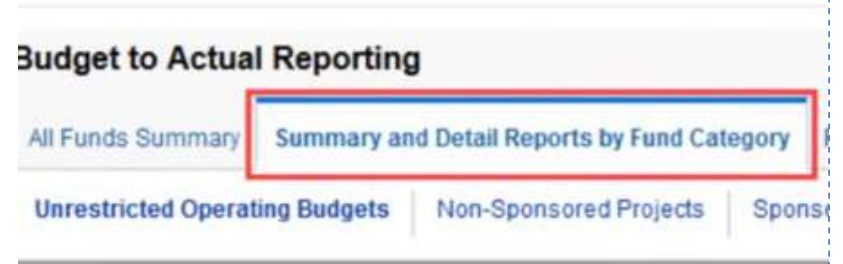 Budget to Actual Reporting
All Funds Summary Summary and Detail Reports by Fund Category
Unrestricted Operating Budgets Non-Sponsored Projects